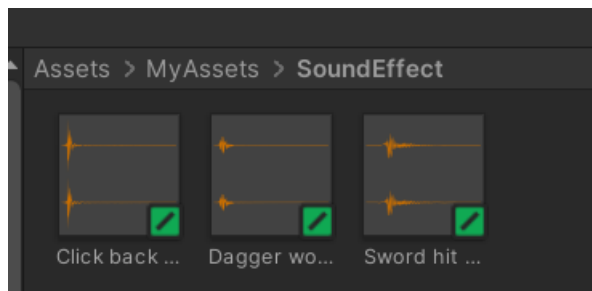 Assets > MyAssets > SoundEffect
Click back ... Dagger wo... Sword hit ...